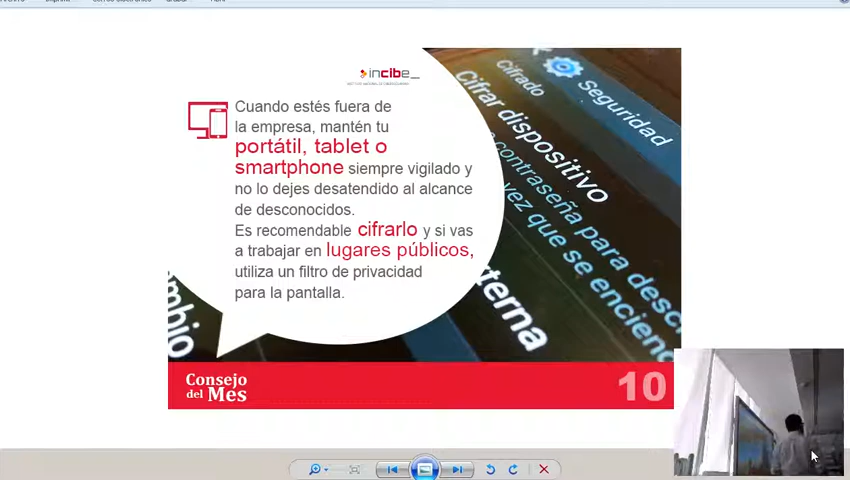 incibe_
Cuando estés fuera de
la empresa, mantén tu
portátil, tablet o
smartphone siempre vigilado y
no lo dejes desatendido al alcance
de desconocidos.
Es recomendable cifrarlo y si vas
a trabajar en lugares públicos,
utiliza un filtro de privacidad
para la pantalla.
Seguridad
Cifrado
Cifrar dispositivo
contraseña para desc
vez que se encien
terna
mbio
Consejo
del Mes
10